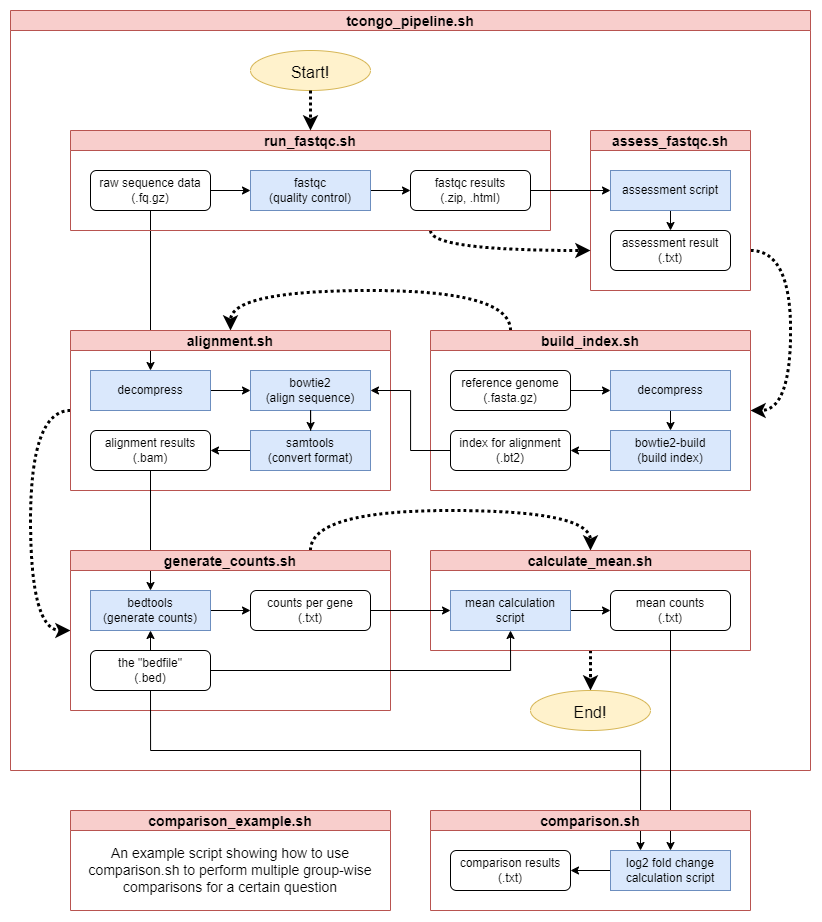 tcongo_pipeline.sh
Start!
run_fastqc.sh
raw sequence data
(.fq.gz)
fastqc
(quality control)
fastqc results
(.zip, .html)
assess_fastqc.sh
assessment script
assessment result
(.txt)
alignment.sh
decompress
bowtie2
(align sequence)
alignment results
(.bam)
samtools
(convert format)
build_index.sh
reference genome
(.fasta.gz)
decompress
index for alignment
(.bt2)
bowtie2-build
(build index)
generate_counts.sh
bedtools
(generate counts)
counts per gene
(.txt)
the "bedfile"
(.bed)
calculate_mean.sh
mean calculation
script
mean counts
(.txt)
End!
comparison_example.sh
An example script showing how to use
comparison.sh to perform multiple group-wise
comparisons for a certain question
comparison.sh
comparison results
(.txt)
log2 fold change
calculation script